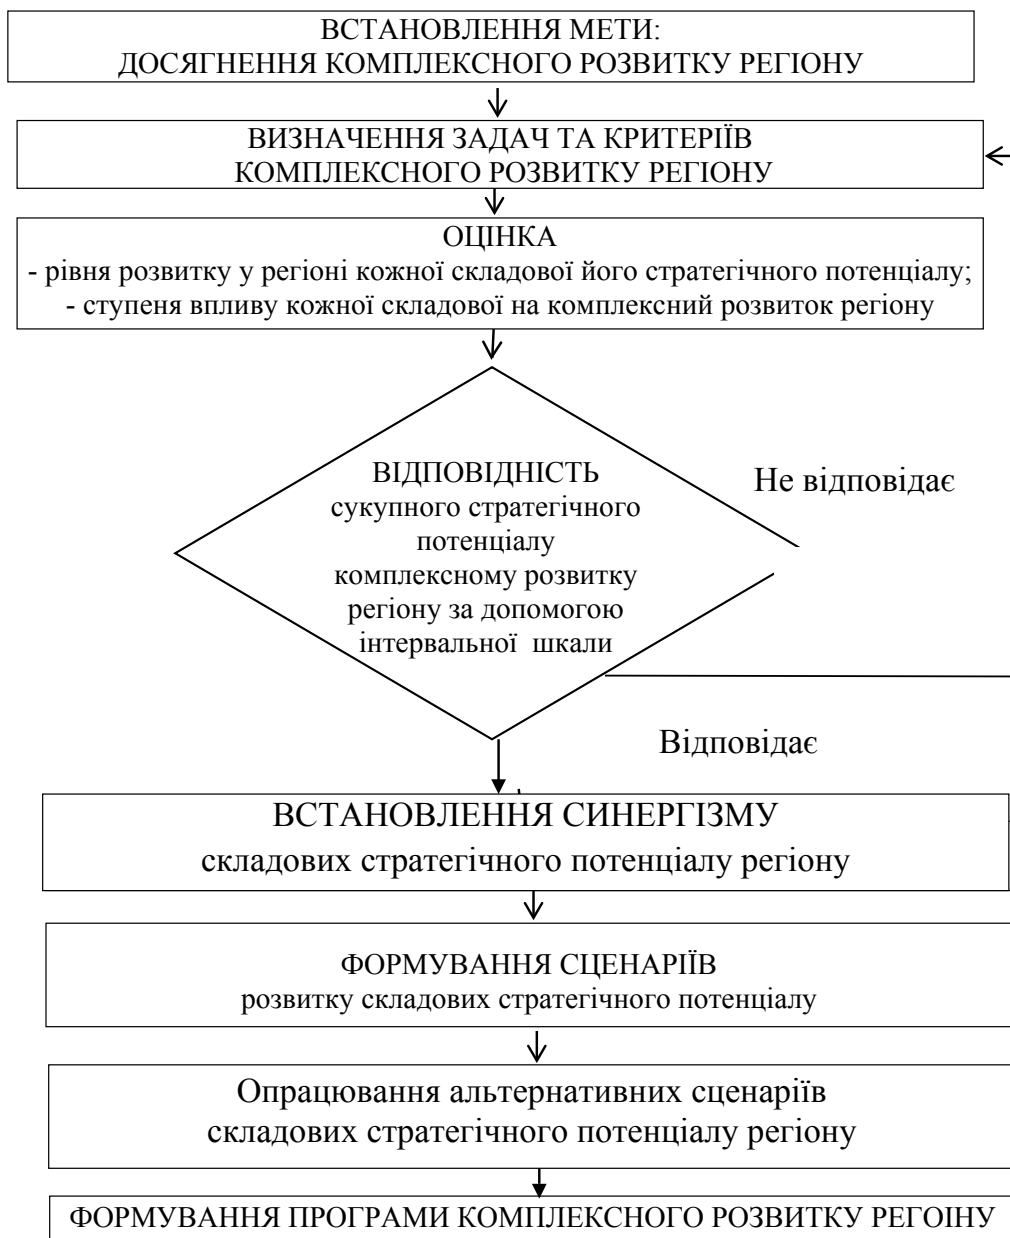 ВСТАНОВЛЕННЯ МЕТИ:
ДОСЯГНЕННЯ КОМПЛЕКСНОГО РОЗВИТКУ РЕГІОНУ
ВИЗНАЧЕННЯ ЗАДАЧ ТА КРИТЕРІЇВ
КОМПЛЕКСНОГО РОЗВИТКУ РЕГІОНУ
ОЦІНКА
- рівня розвитку у регіоні кожної складової його стратегічного потенціалу;
- ступеня впливу кожної складової на комплексний розвиток регіону
ВІДПОВІДНІСТЬ
сукупного стратегічного
потенціалу
комплексному розвитку
регіону за допомогою
інтервальної шкали
Не відповідає
Відповідає
ВСТАНОВЛЕННЯ СИНЕРГІЗМУ
складових стратегічного потенціалу регіону
ФОРМУВАННЯ СЦЕНАРІЇВ
розвитку складових стратегічного потенціалу
Опрацювання альтернативних сценаріїв
складових стратегічного потенціалу регіону
ФОРМУВАННЯ ПРОГРАМИ КОМПЛЕКСНОГО РОЗВИТКУ РЕГОІНУ